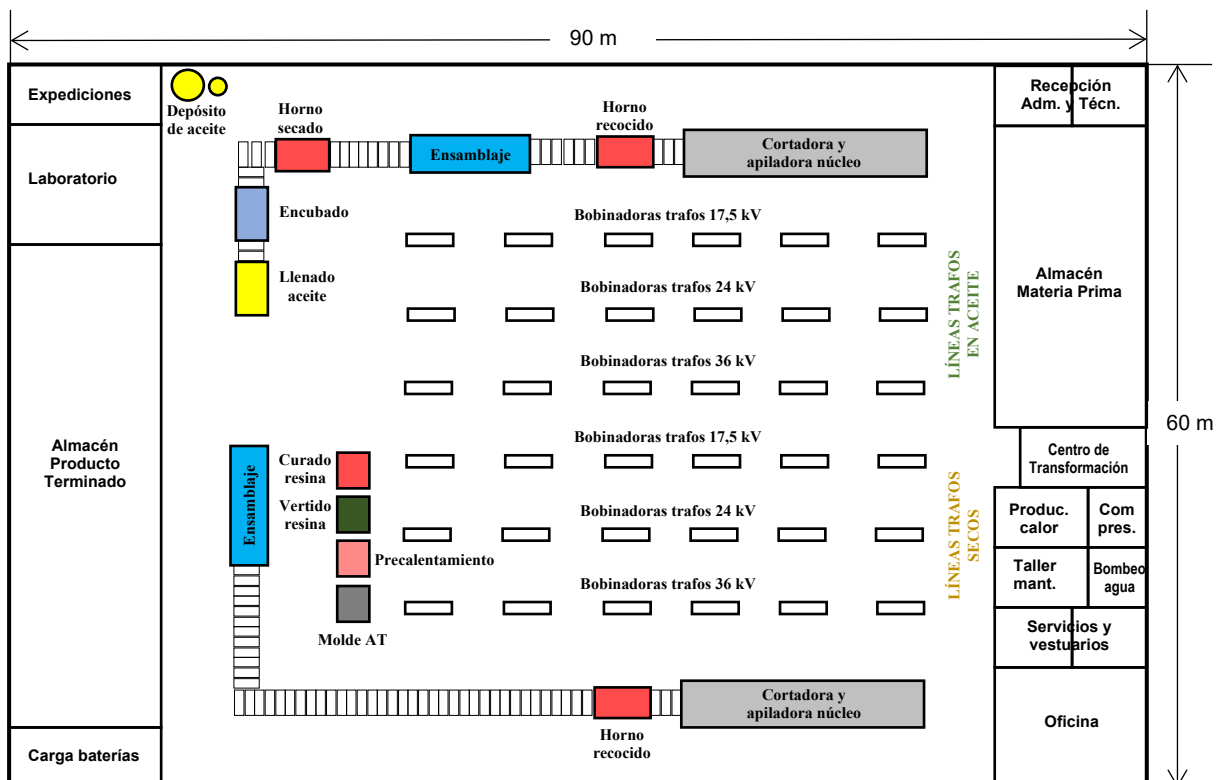 90 m
Expediciones
Depósito
de aceite
Horno
secado
Horno
recocido
Recepción
Adm. y Técn.
Ensamblaje
Cortadora y
apiladora núcleo
Laboratorio
Encubado
Bobinadoras trafos 17,5 kV
Llenado
aceite
Bobinadoras trafos 24 kV
Almacén
Materia Prima
LÍNEAS TRAFOS
EN ACEITE
Bobinadoras trafos 36 kV
60 m
Almacén
Producto
Terminado
Ensamblaje
Curado
resina
Bobinadoras trafos 17,5 kV
Centro de
Transformación
Vertido
resina
Bobinadoras trafos 24 kV
LÍNEAS TRAFOS
SECOS
Produc.
calor
Com
pres.
Precalentamiento
Taller
mant.
Bombeo
agua
Bobinadoras trafos 36 kV
Molde AT
Servicios y
vestuarios
Cortadora y
apiladora núcleo
Horno
recocido
Oficina
Carga baterías